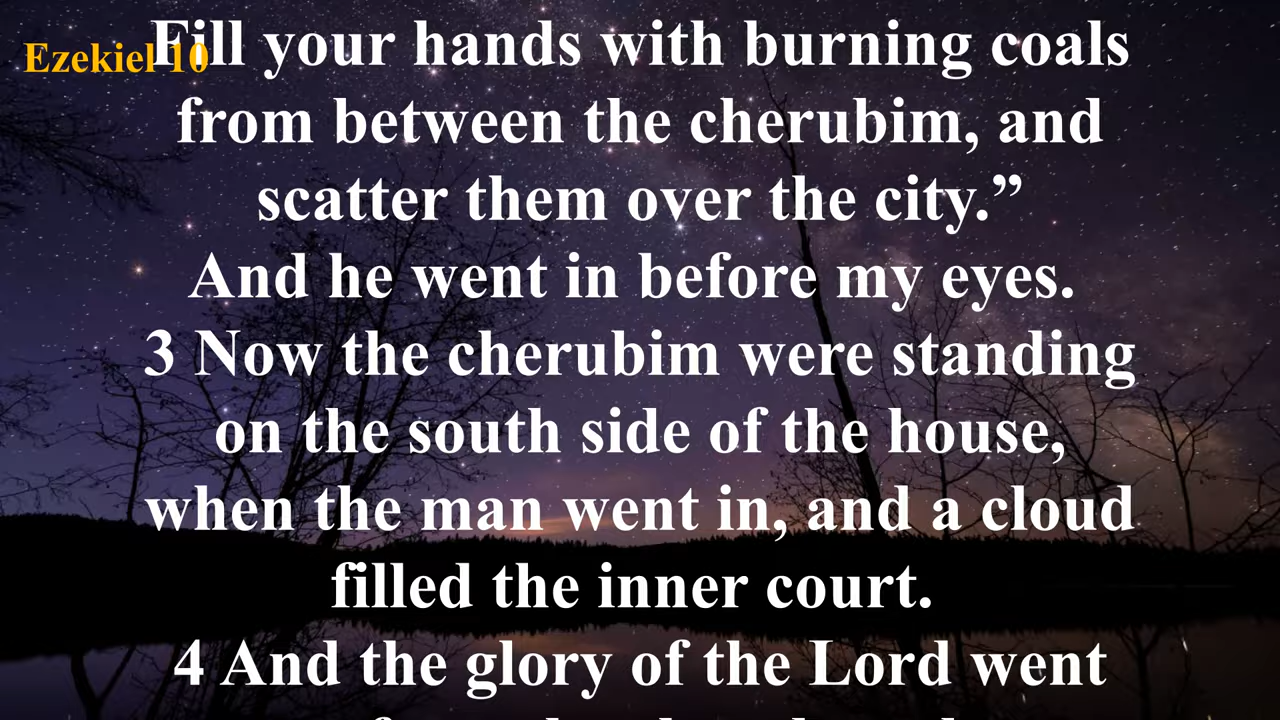 Ezekiel 10
Fill your hands with burning coals
from between the cherubim, and
scatter them over the city.”
And he went in before my eyes.
3 Now the cherubim were standing
on the south side of the house,
when the man went in, and a cloud
filled the inner court.
4 And the glory of the Lord went